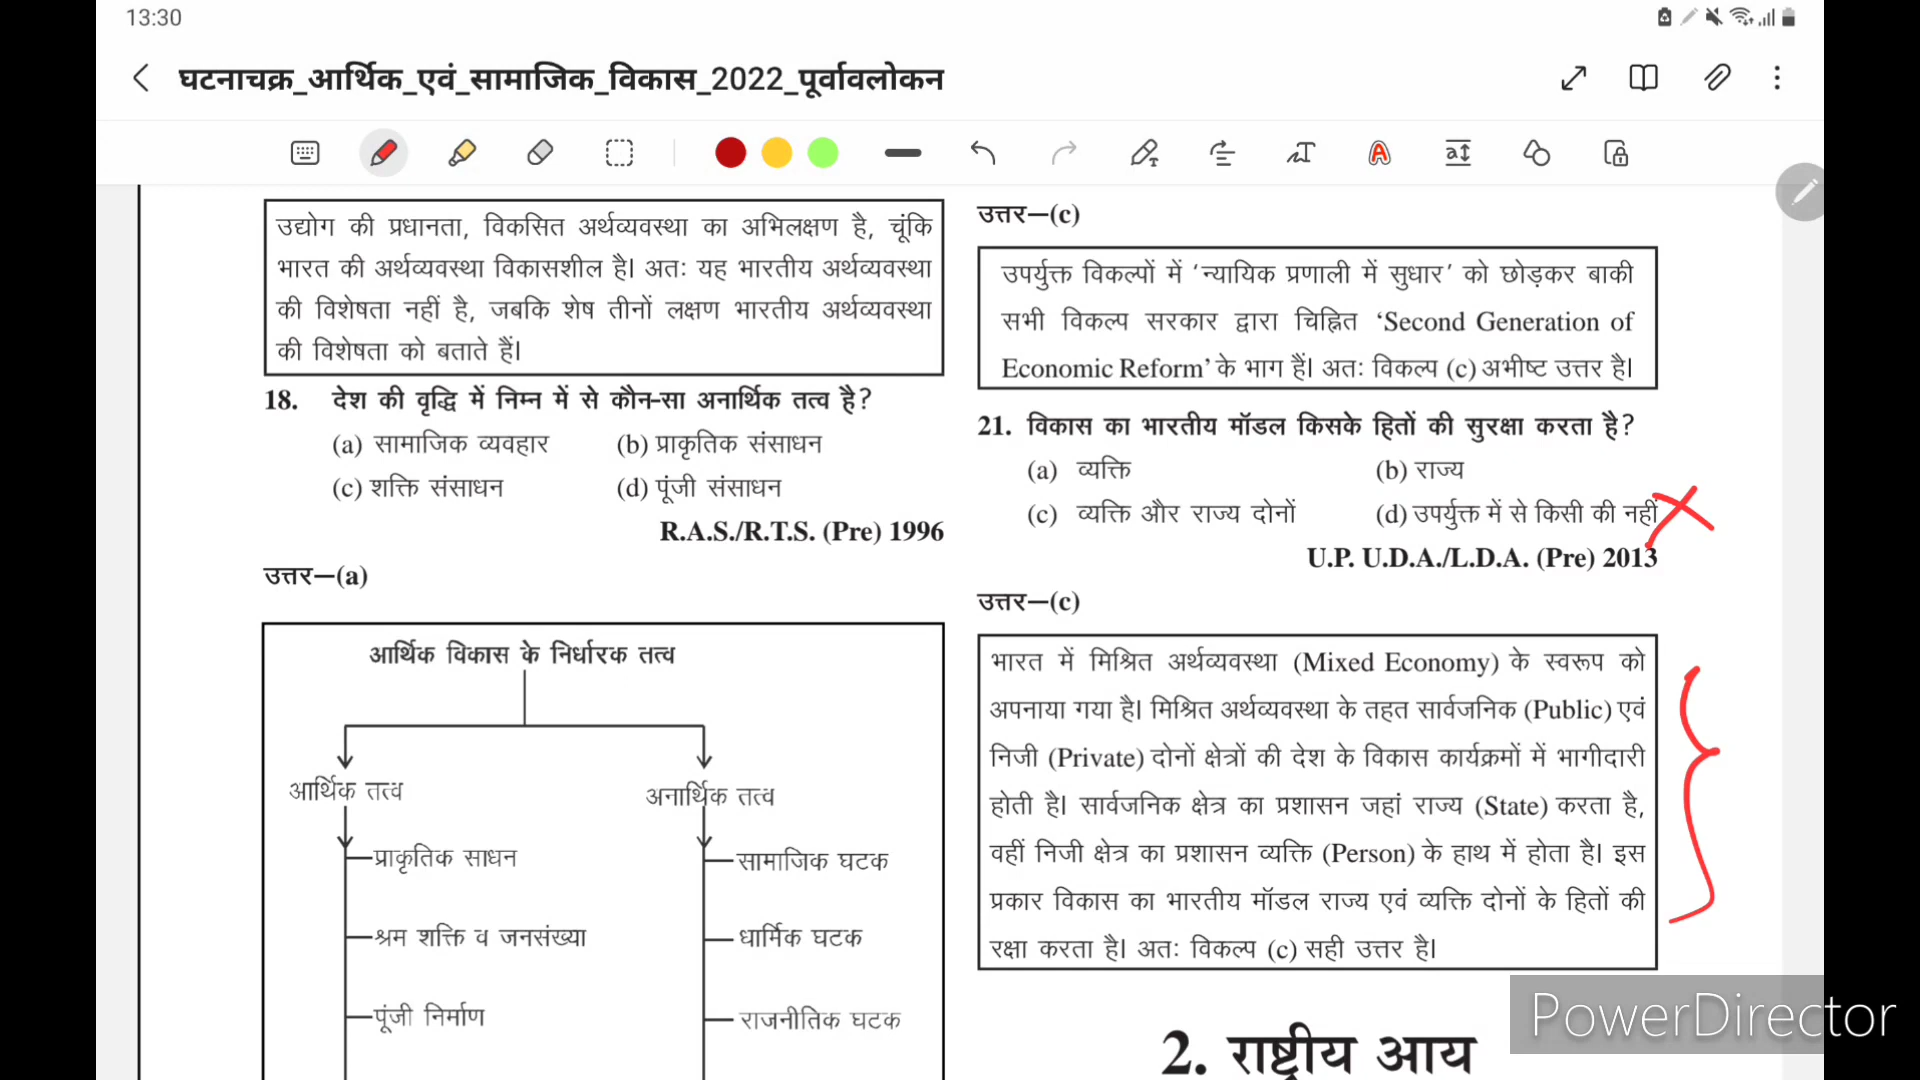 13:30
घटनाचक्र_आर्थिक_एवं_सामाजिक_विकास_2022_पूर्वावलोकन
उद्योग की प्रधानता, विकसित अर्थव्यवस्था का अभिलक्षण है, चूंकि
भारत की अर्थव्यवस्था विकासशील है। अतः यह भारतीय अर्थव्यवस्था
की विशेषता नहीं है, जबकि शेष तीनों लक्षण भारतीय अर्थव्यवस्था
की विशेषता को बताते हैं।
18. देश की वृद्धि में निम्न में से कौन-सा अनार्थिक तत्व है?
(a) सामाजिक व्यवहार (b) प्राकृतिक संसाधन
(c) शक्ति संसाधन (d) पूंजी संसाधन
R.A.S./R.T.S. (Pre) 1996
उत्तर—(a)
आर्थिक विकास के निर्धारक तत्व
आर्थिक तत्व अनार्थिक तत्व
प्राकृतिक साधन सामाजिक घटक
श्रम शक्ति व जनसंख्या धार्मिक घटक
पूंजी निर्माण राजनीतिक घटक
उत्तर—(c)
उपर्युक्त विकल्पों में ‘न्यायिक प्रणाली में सुधार’ को छोड़कर बाकी
सभी विकल्प सरकार द्वारा चिह्नित ‘Second Generation of
Economic Reform’ के भाग हैं। अतः विकल्प (c) अभीष्ट उत्तर है।
21. विकास का भारतीय मॉडल किसके हितों की सुरक्षा करता है?
(a) व्यक्ति (b) राज्य
(c) व्यक्ति और राज्य दोनों (d) उपर्युक्त में से किसी की नहीं
U.P. U.D.A./L.D.A. (Pre) 2013
उत्तर—(c)
भारत में मिश्रित अर्थव्यवस्था (Mixed Economy) के स्वरूप को
अपनाया गया है। मिश्रित अर्थव्यवस्था के तहत सार्वजनिक (Public) एवं
निजी (Private) दोनों क्षेत्रों की देश के विकास कार्यक्रमों में भागीदारी
होती है। सार्वजनिक क्षेत्र का प्रशासन जहां राज्य (State) करता है,
वहीं निजी क्षेत्र का प्रशासन व्यक्ति (Person) के हाथ में होता है। इस
प्रकार विकास का भारतीय मॉडल राज्य एवं व्यक्ति दोनों के हितों की
रक्षा करता है। अतः विकल्प (c) सही उत्तर है।
2. राष्ट्रीय आय
PowerDirector